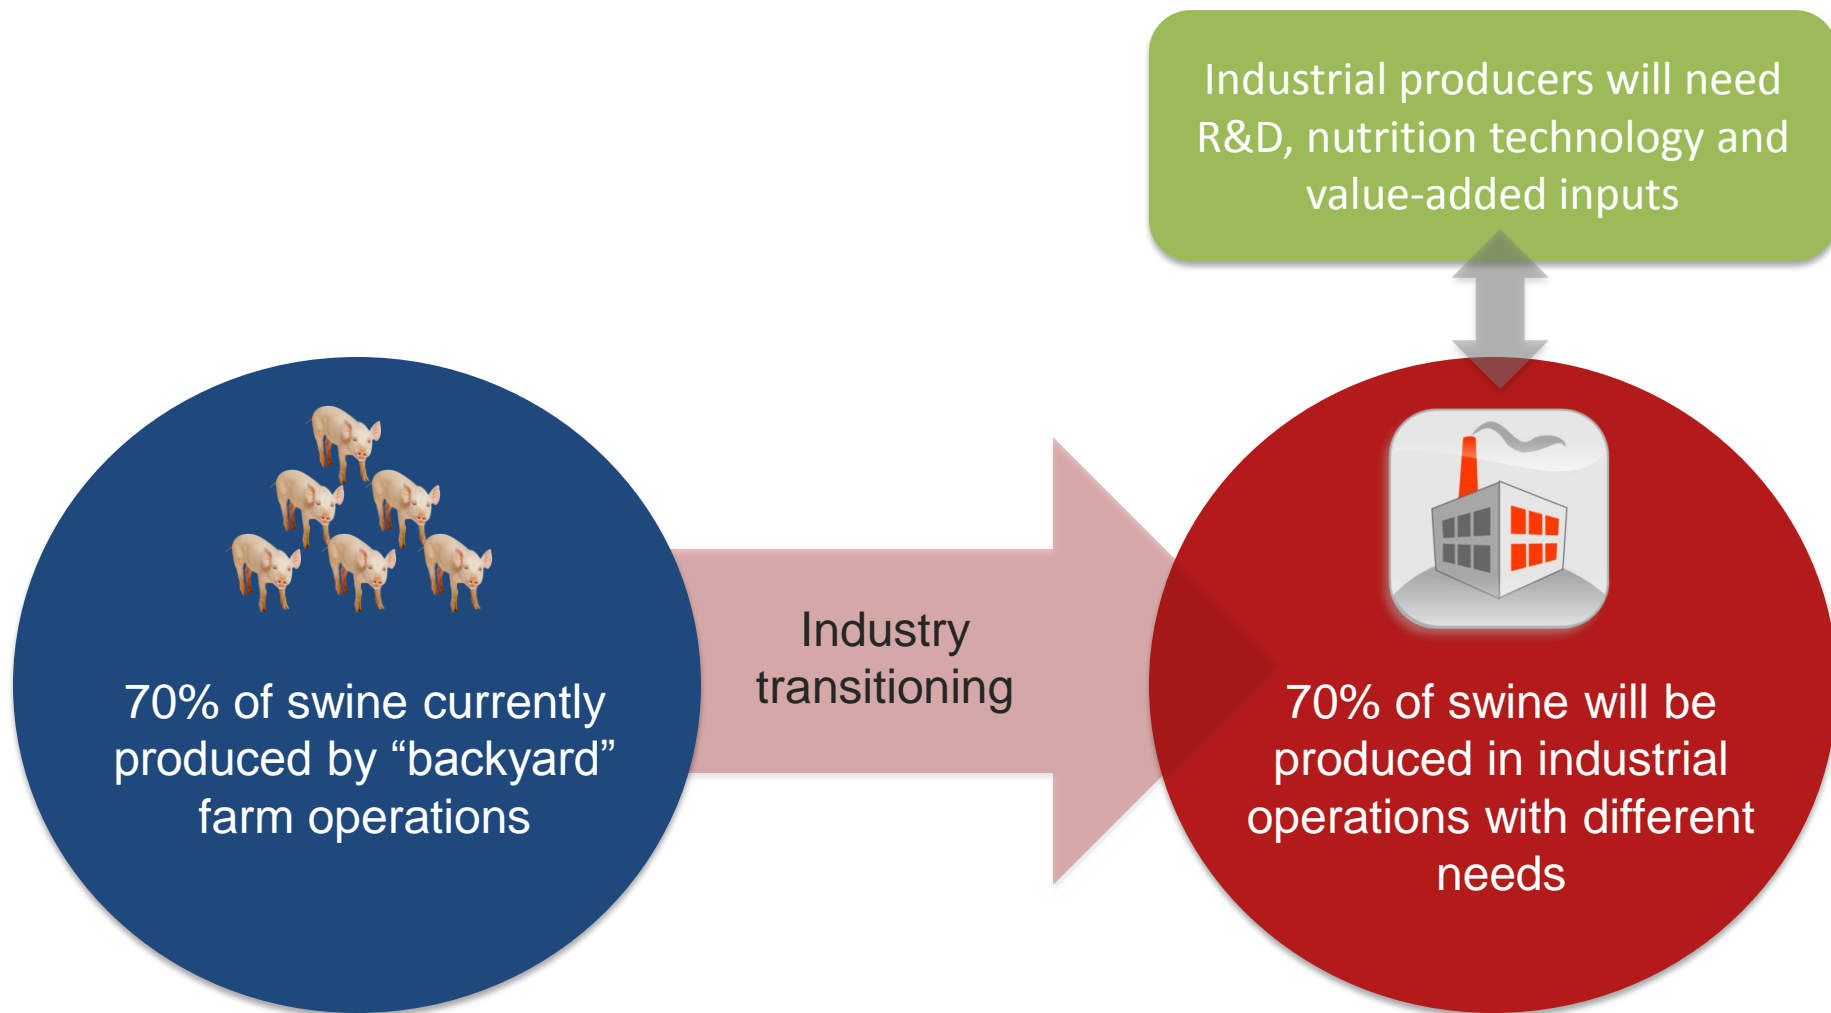 Industrial producers will need
R&D, nutrition technology and
value-added inputs
70% of swine currently
produced by “backyard”
farm operations
Industry
transitioning
70% of swine will be
produced in industrial
operations with different
needs